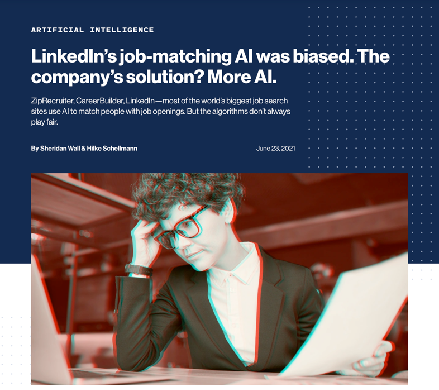 ARTIFICIAL INTELLIGENCE
LinkedIn's job-matching AI was biased. The
company's solution? More AI.
ZipRecruiter, CareerBuilder, LinkedIn—most of the world's biggest job search
sites use AI to match people with job openings. But the algorithms don't always
play fair.
By Sheridan Wall & Hilke Schellmann
June 23, 2021